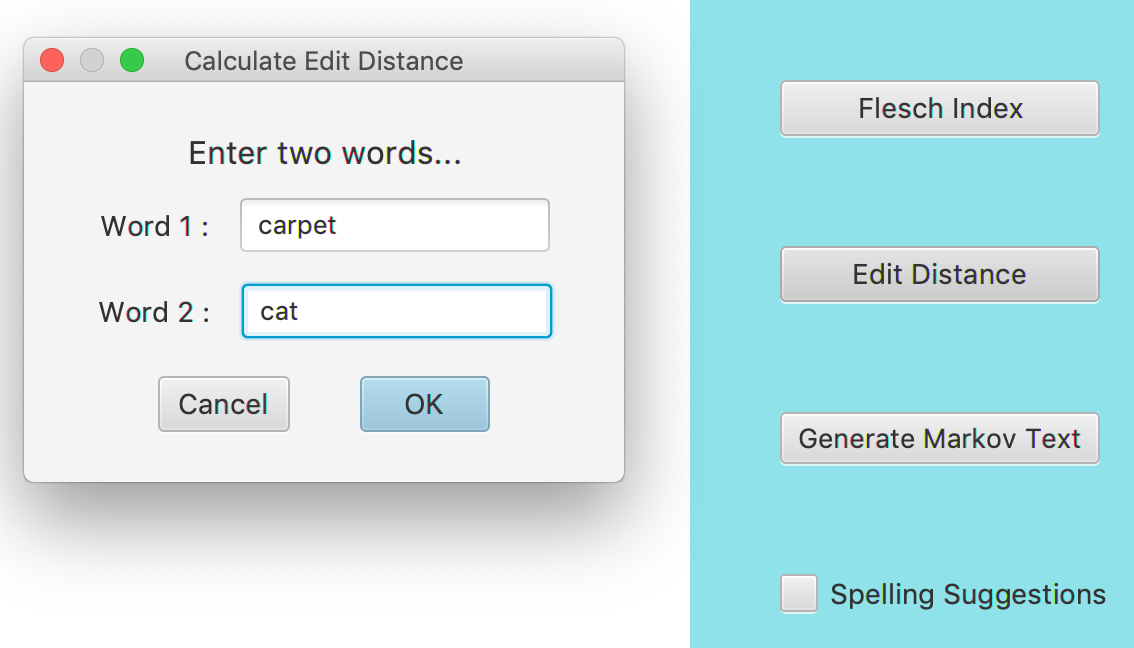 Calculate Edit Distance
Enter two words...
Word 1 : carpet
Word 2 : cat
Cancel OK
Flesch Index
Edit Distance
Generate Markov Text
Spelling Suggestions